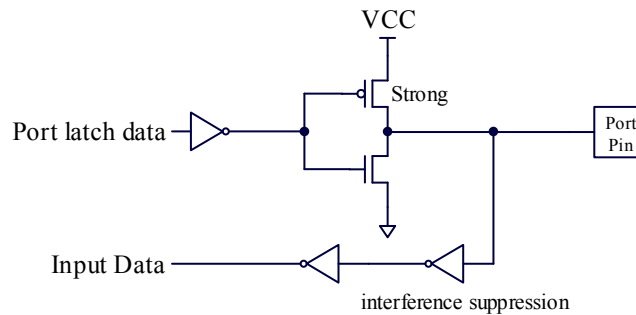 VCC
Strong
Port latch data
Port
Pin
Input Data
interference suppression